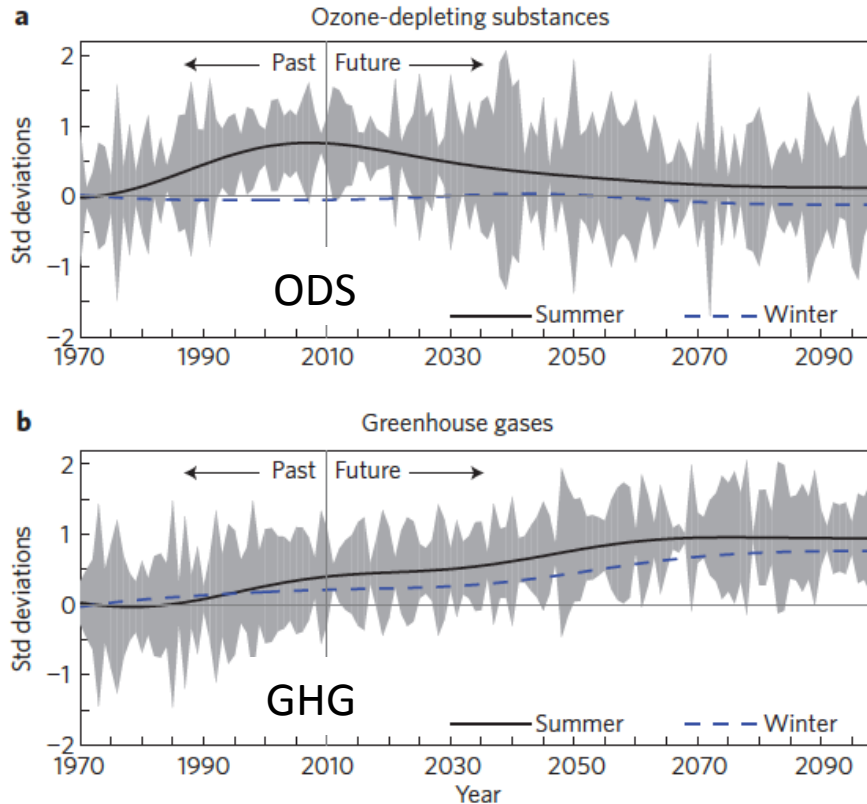 a Ozone-depleting substances
2
1
0
−1
−2
Std deviations
Past Future
ODS
Summer Winter
1970 1990 2010 2030 2050 2070 2090
b Greenhouse gases
2
1
0
−1
−2
Std deviations
Past Future
GHG
Summer Winter
1970 1990 2010 2030 2050 2070 2090
Year